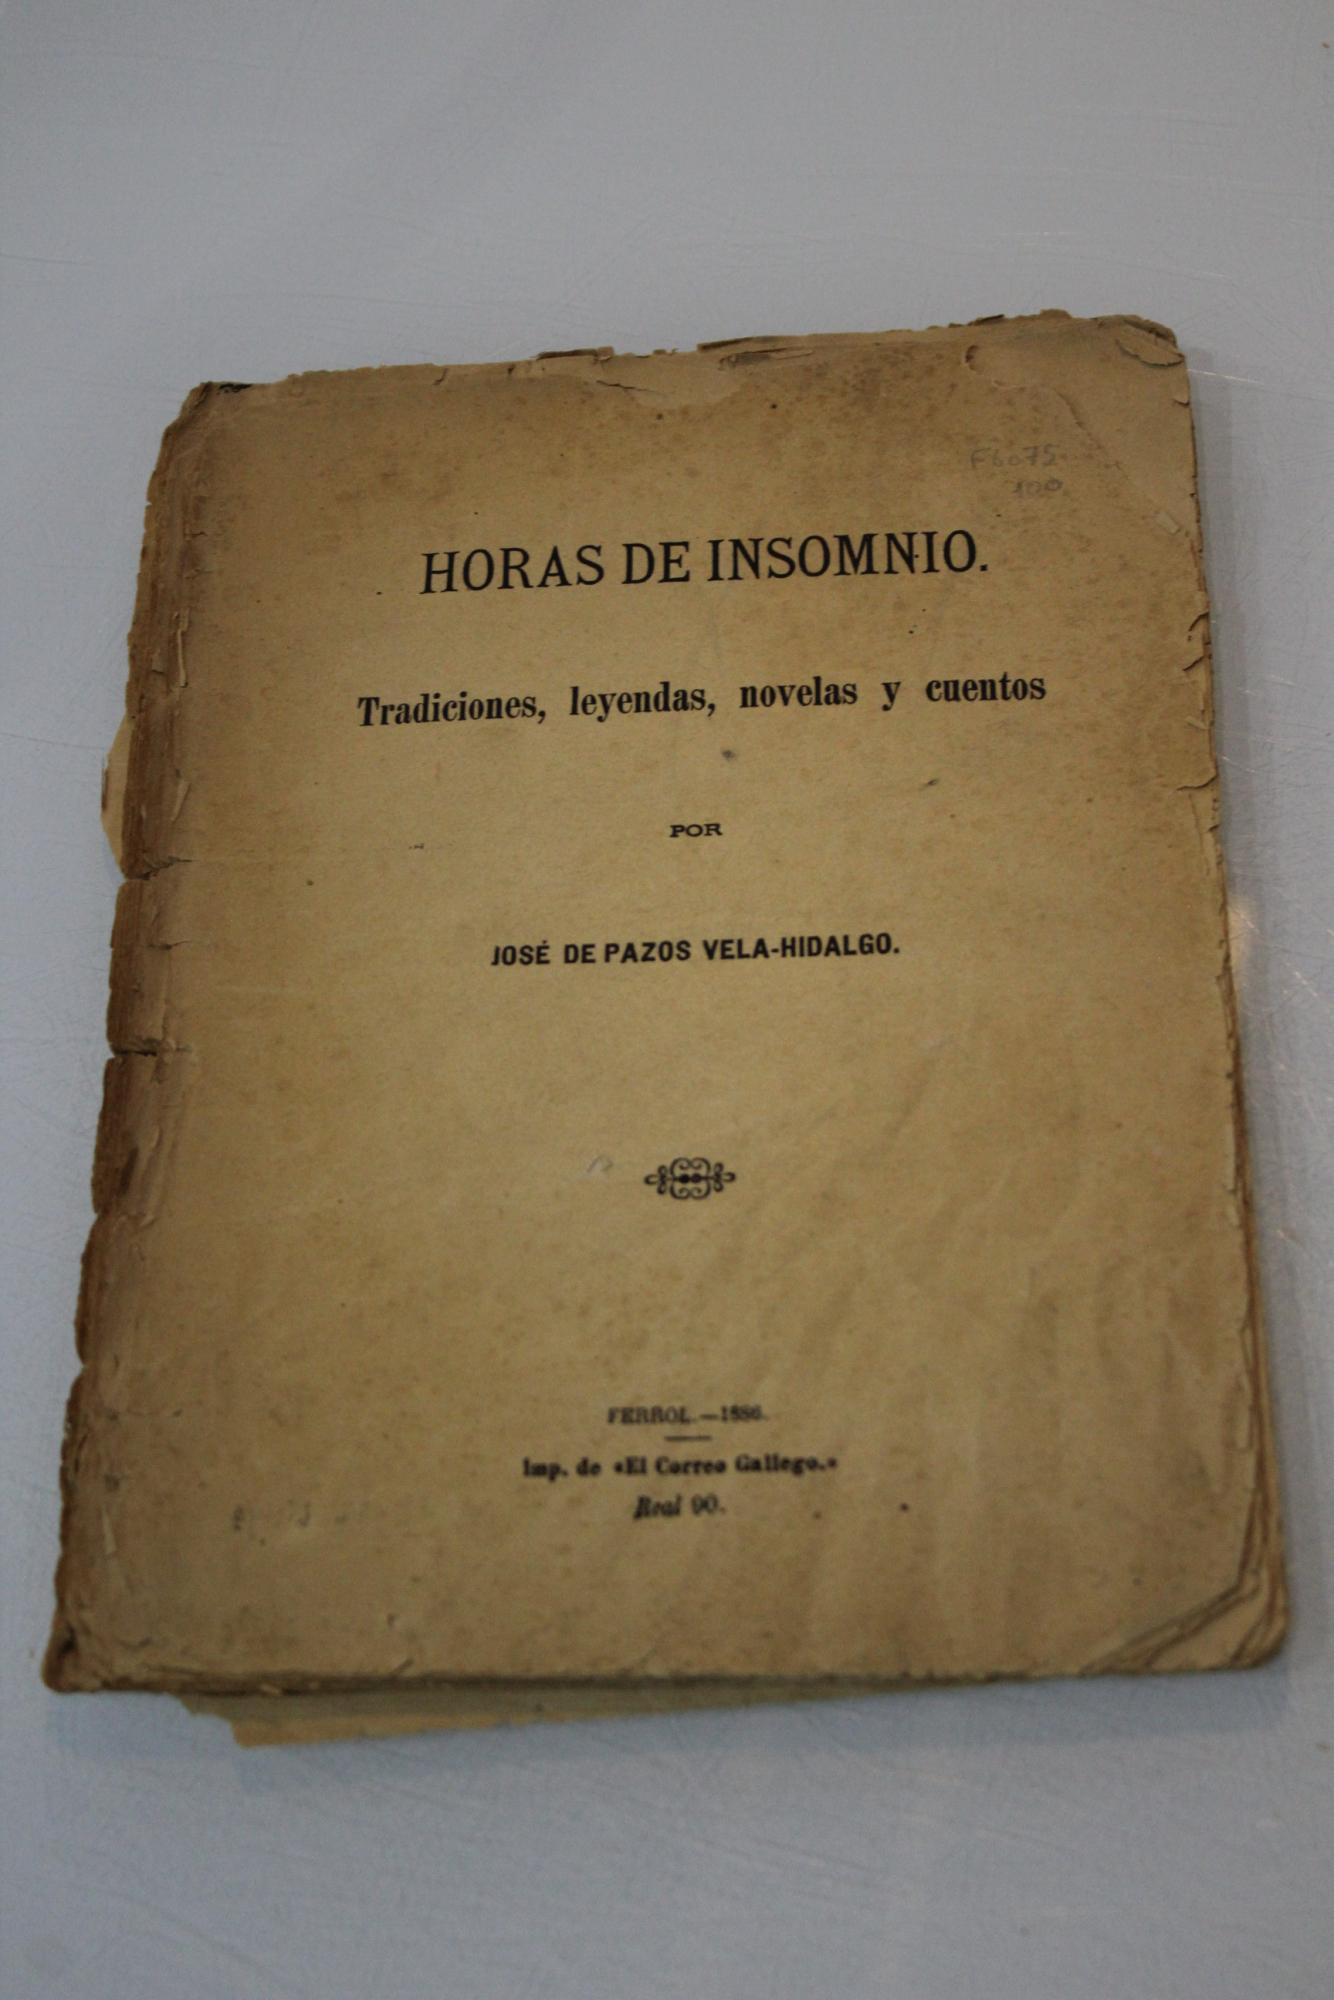 F6075
100
HORAS DE INSOMNIO.
Tradiciones, leyendas, novelas y cuentos
POR
JOSÉ DE PAZOS VELA-HIDALGO.
FERROL.—1886.
Imp. de «El Correo Gallego.»
Real 90.